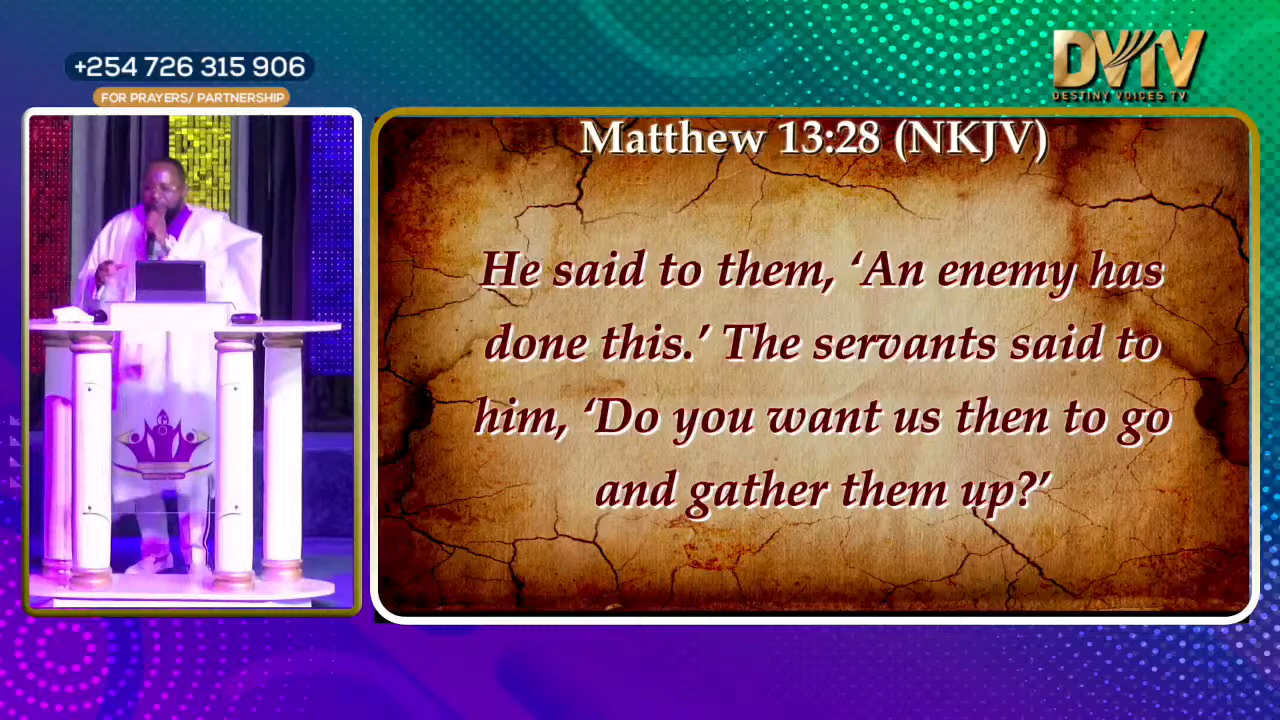 +254 726 315 906
FOR PRAYERS/ PARTNERSHIP
DVTV
DESTINY VOICES TV
Matthew 13:28 (NKJV)
He said to them, ‘An enemy has
done this.’ The servants said to
him, ‘Do you want us then to go
and gather them up?’